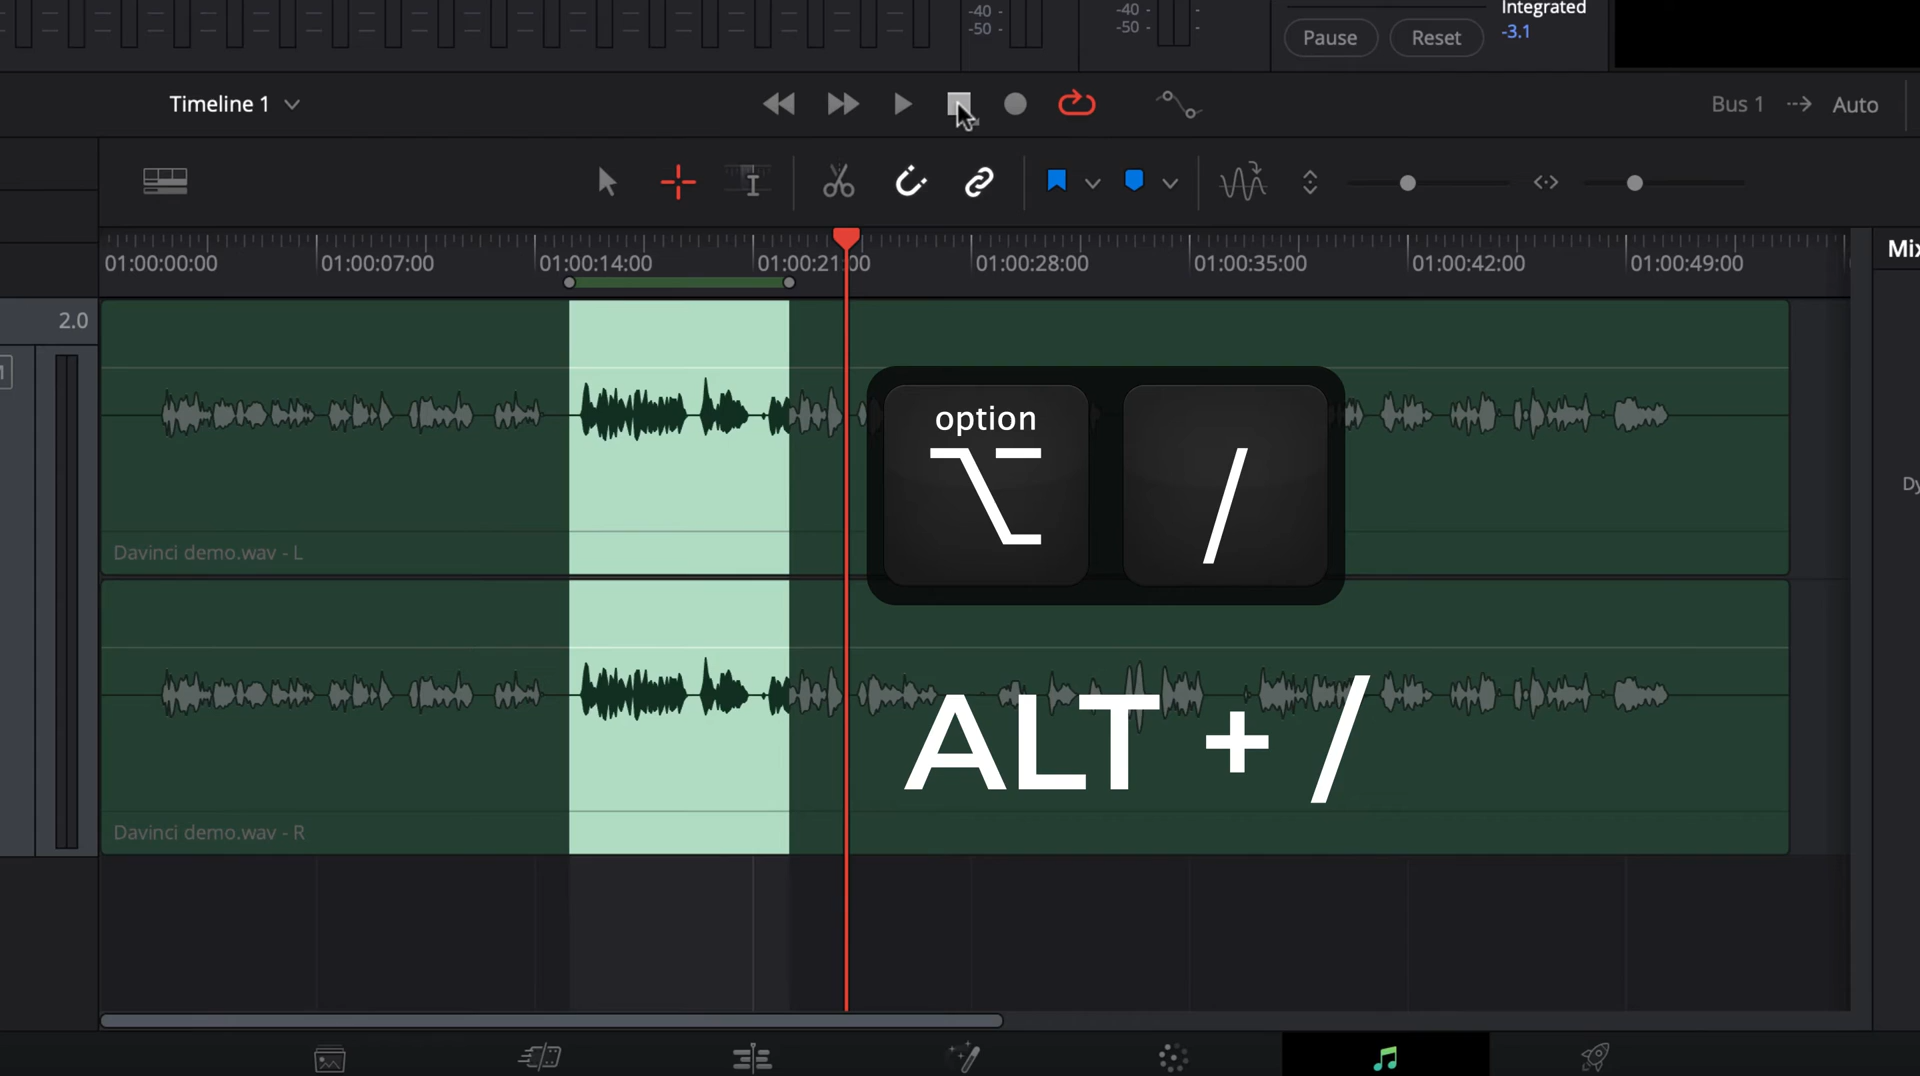 -40 -
-50 -
-40 -
-50 -
Pause
Reset
Integrated
-3.1
Timeline 1
Bus 1
Auto
01:00:00:00
01:00:07:00
01:00:14:00
01:00:21:00
01:00:28:00
01:00:35:00
01:00:42:00
01:00:49:00
Mix
2.0
option
/
Dy
Davinci demo.wav - L
ALT + /
Davinci demo.wav - R